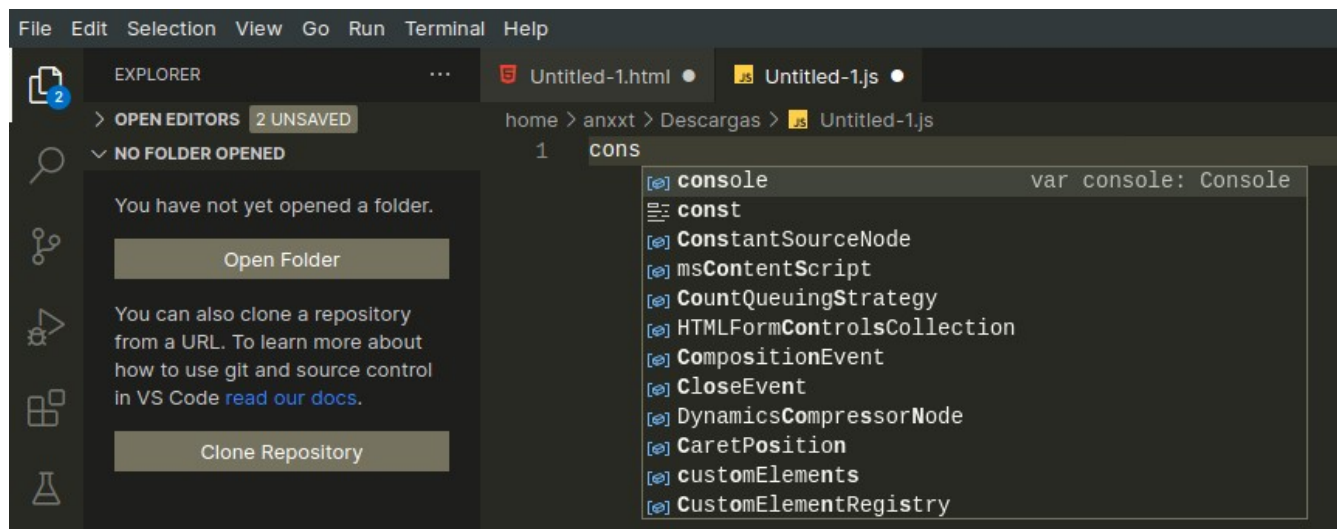 File Edit Selection View Go Run Terminal Help
2
EXPLORER ...
OPEN EDITORS 2 UNSAVED
NO FOLDER OPENED
You have not yet opened a folder.
Open Folder
You can also clone a repository
from a URL. To learn more about
how to use git and source control
in VS Code read our docs.
Clone Repository
5 Untitled-1.html ● JS Untitled-1.js ●
home > anxxt > Descargas > JS Untitled-1.js
1 cons
console var console: Console
const
ConstantSourceNode
msContentScript
CountQueuingStrategy
HTMLFormControlsCollection
CompositionEvent
CloseEvent
DynamicsCompressorNode
CaretPosition
customElements
CustomElementRegistry